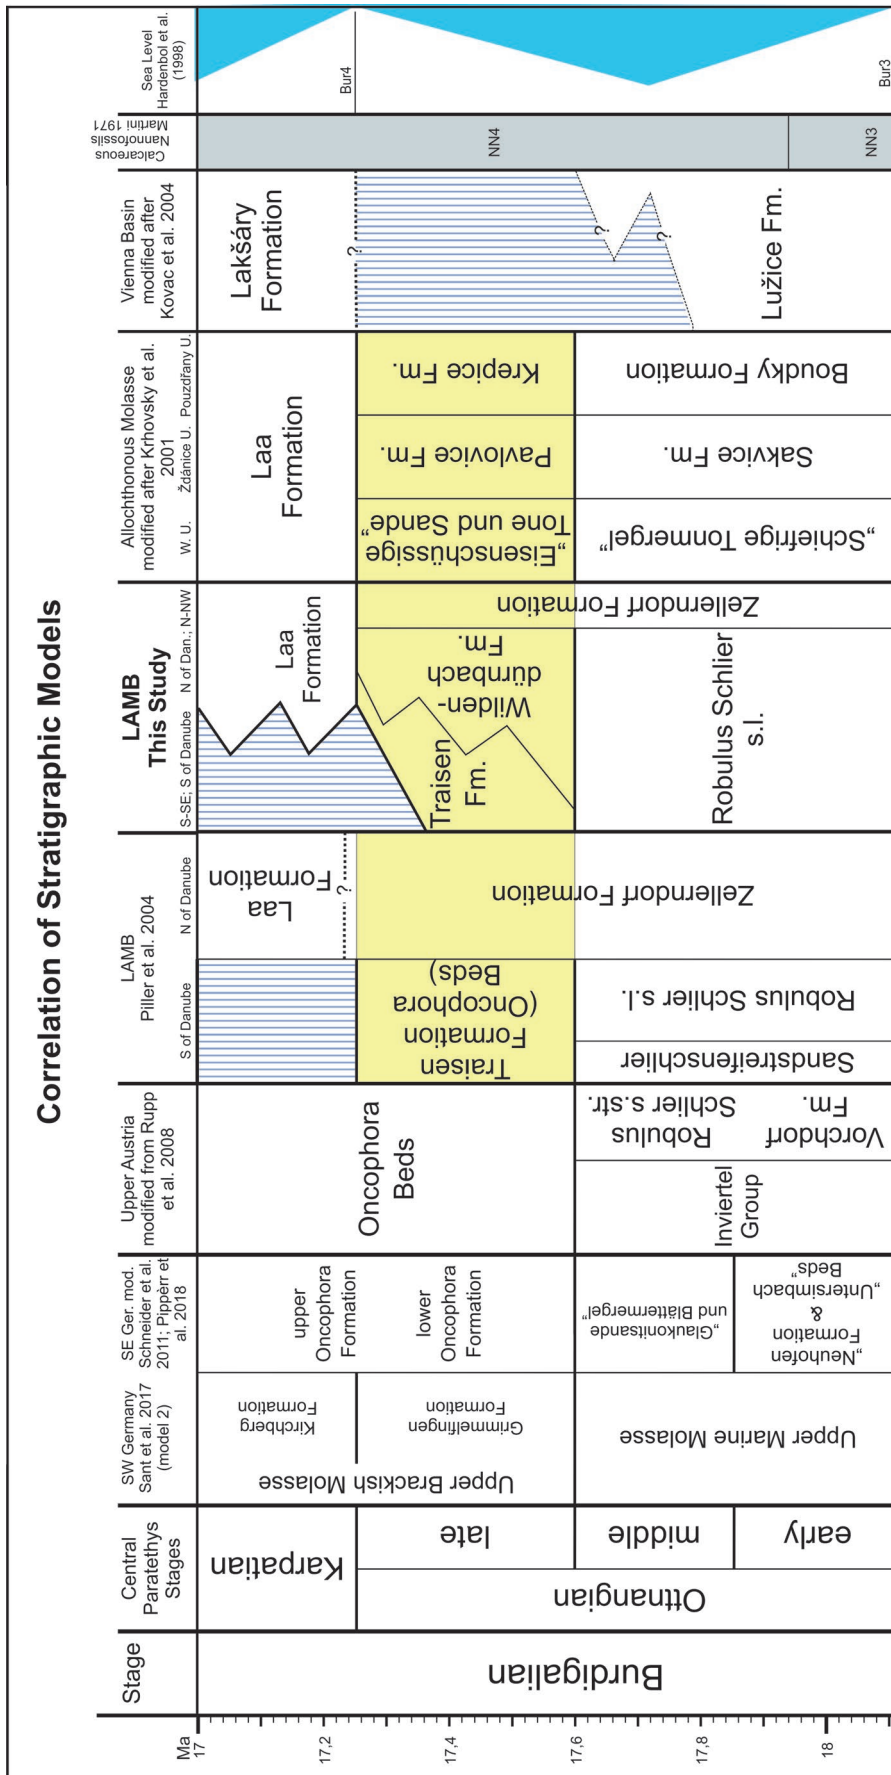 Correlation of Stratigraphic Models
Ma
17
17,2
17,4
17,6
17,8
18
Stage
Burdigalian
Central
Paratethys
Stages
Karpatian
Ottnangian
late
middle
early
SW Germany
Sant et al. 2017
(model 2)
Upper Brackish Molasse
Kirchberg
Formation
Grimmelfingen
Formation
Upper Marine Molasse
SE Ger. mod.
Schneider et al.
2011; Pippèrr et
al. 2018
upper
Oncophora
Formation
lower
Oncophora
Formation
„Glaukonitsande
und Blättermergel“
„Neuhofen
Formation
&
„Untersimbach
Beds“
Upper Austria
modified from Rupp
et al. 2008
Oncophora
Beds
Inviertel
Group
Robulus
Schlier s.str.
Vorchdorf
Fm.
LAMB
Piller et al. 2004
S of Danube
N of Danube
Laa
Formation
?
Traisen
Formation
(Oncophora
Beds)
Zellerndorf Formation
Sandstreifenschlier
Robulus Schlier s.l.
LAMB
This Study
S-SE; S of Danube
N of Dan.; N-NW
Laa
Formation
Traisen
Fm.
Wilden-
dürnbach
Fm.
Zellerndorf Formation
Robulus Schlier
s.l.
Allochthonous Molasse
modified after Krhovsky et al.
2001
W. U.
Ždánice U.
Pouzdřany U.
Laa
Formation
„Eisenschüssige
Tone und Sande“
Pavlovice Fm.
Krepice Fm.
„Schiefrige Tonmergel“
Sakvice Fm.
Boudky Formation
Vienna Basin
modified after
Kovac et al. 2004
Lakšáry
Formation
?
?
?
?
Lužice Fm.
Calcareous
Nannofossils
Martini 1971
NN4
NN3
Sea Level
Hardenbol et al.
(1998)
Bur4
Bur3